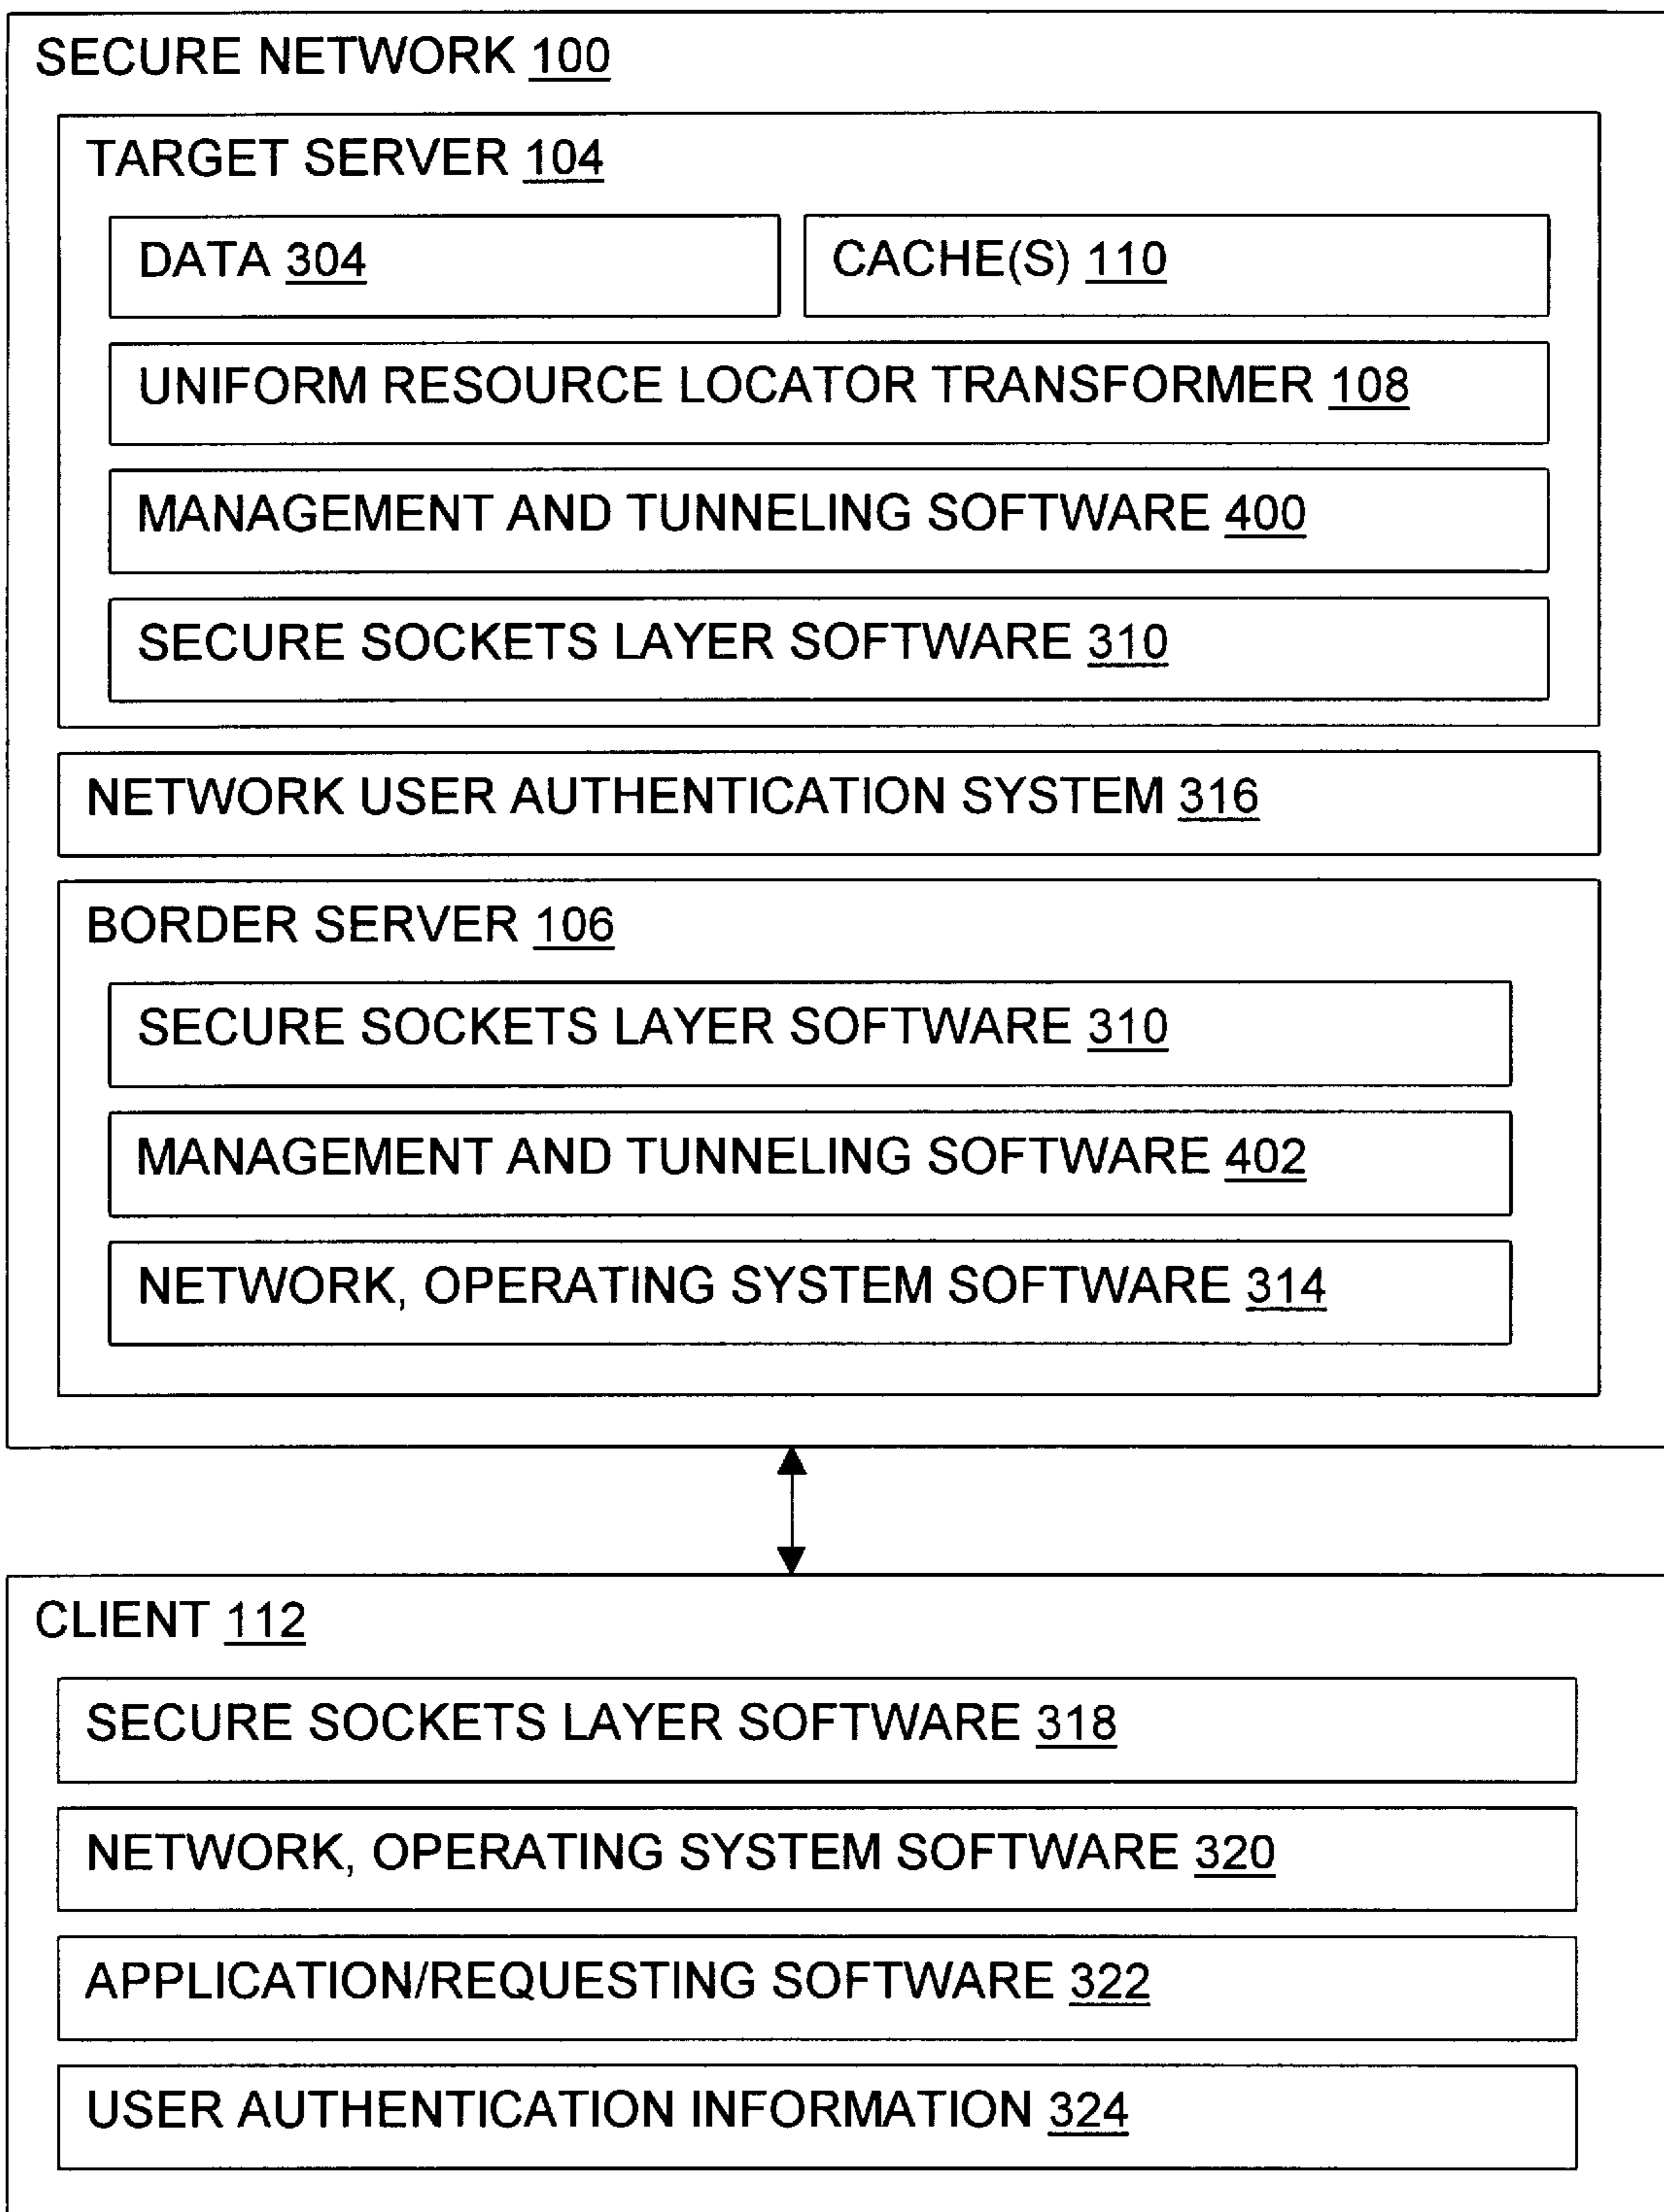 SECURE NETWORK 100
TARGET SERVER 104
DATA 304
CACHE(S) 110
UNIFORM RESOURCE LOCATOR TRANSFORMER 108
MANAGEMENT AND TUNNELING SOFTWARE 400
SECURE SOCKETS LAYER SOFTWARE 310
NETWORK USER AUTHENTICATION SYSTEM 316
BORDER SERVER 106
SECURE SOCKETS LAYER SOFTWARE 310
MANAGEMENT AND TUNNELING SOFTWARE 402
NETWORK, OPERATING SYSTEM SOFTWARE 314
CLIENT 112
SECURE SOCKETS LAYER SOFTWARE 318
NETWORK, OPERATING SYSTEM SOFTWARE 320
APPLICATION/REQUESTING SOFTWARE 322
USER AUTHENTICATION INFORMATION 324